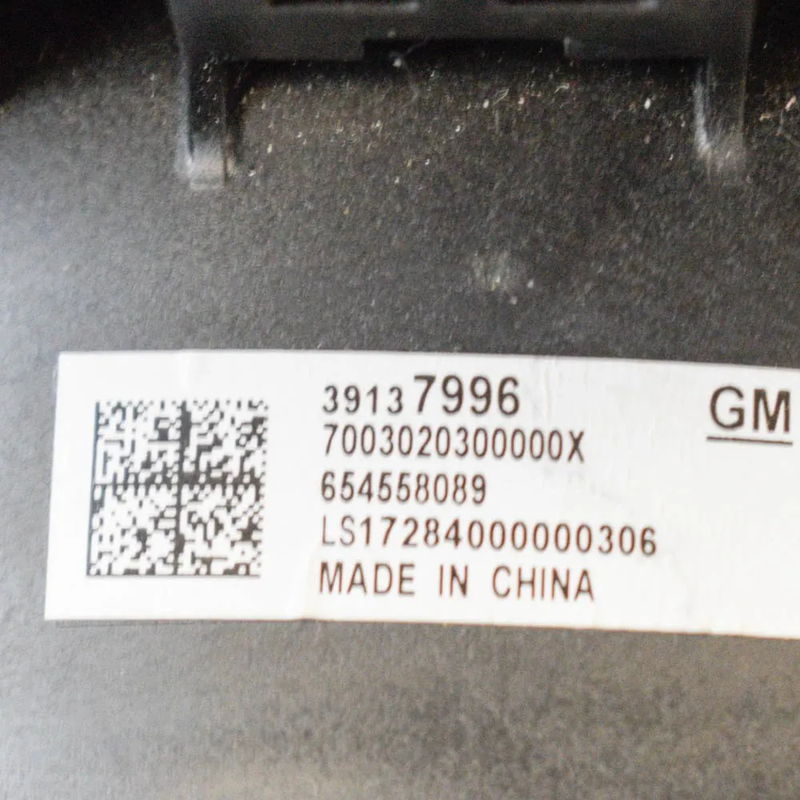 39137996 GM
7003020300000X
654558089
LS17284000000306
MADE IN CHINA